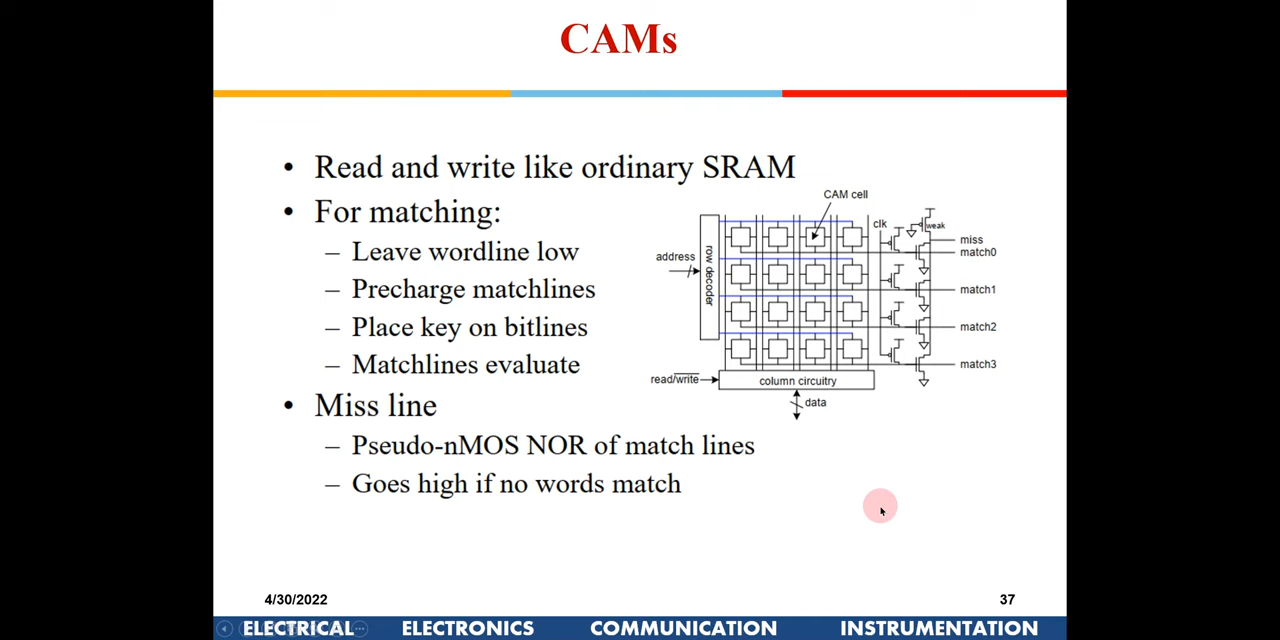 CAMs
• Read and write like ordinary SRAM
• For matching:
– Leave wordline low
– Precharge matchlines
– Place key on bitlines
– Matchlines evaluate
• Miss line
– Pseudo-nMOS NOR of match lines
– Goes high if no words match
CAM cell
clk
weak
miss
match0
address
row decoder
match1
match2
match3
read/write
column circuitry
data
4/30/2022
37
ELECTRICAL ELECTRONICS COMMUNICATION INSTRUMENTATION